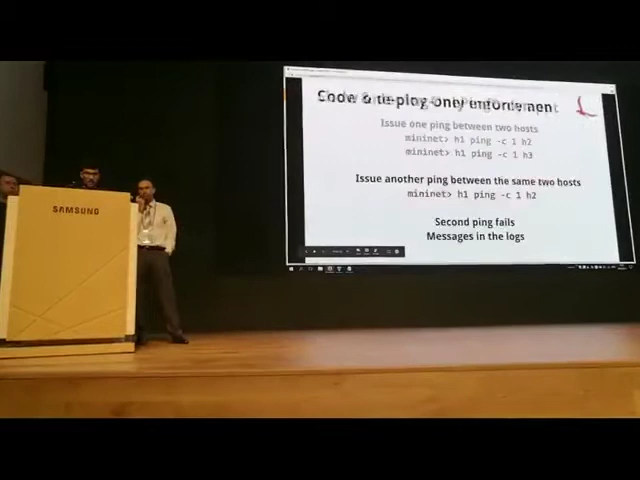 Issue one ping between two hosts
mininet> h1 ping -c 1 h2
mininet> h1 ping -c 1 h3
Issue another ping between the same two hosts
mininet> h1 ping -c 1 h2
Second ping fails
Messages in the logs
SAMSUNG